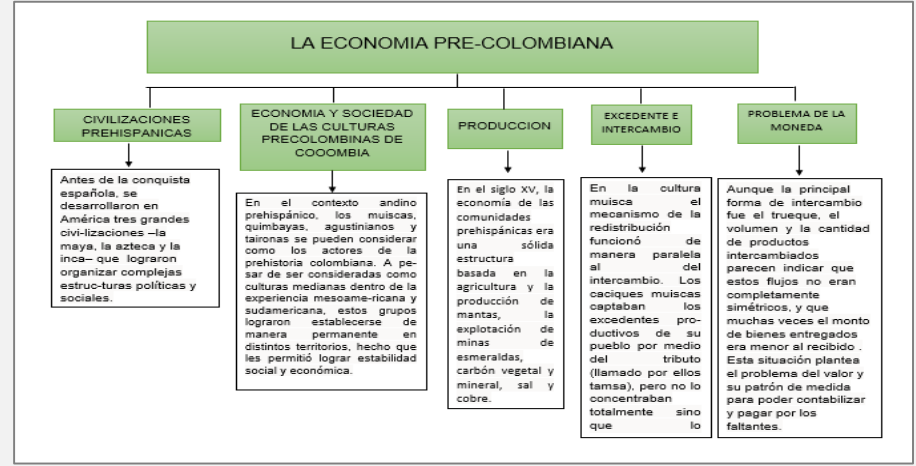 LA ECONOMIA PRE-COLOMBIANA
CIVILIZACIONES
PREHISPANICAS
Antes de la conquista
española, se
desarrollaron en
América tres grandes
civi-lizaciones –la
maya, la azteca y la
inca– que lograron
organizar complejas
estruc-turas políticas y
sociales.
ECONOMIA Y SOCIEDAD
DE LAS CULTURAS
PRECOLOMBINAS DE
COOOMBIA
En el contexto andino
prehispánico, los muiscas,
quimbayas, agustinianos y
taironas se pueden considerar
como los actores de la
prehistoria colombiana. A pe-
sar de ser consideradas como
culturas medianas dentro de la
experiencia mesoame-ricana y
sudamericana, estos grupos
lograron establecerse de
manera permanente en
distintos territorios, hecho que
les permitió lograr estabilidad
social y económica.
PRODUCCION
En el siglo XV, la
economía de las
comunidades
prehispánicas era
una sólida
estructura
basada en la
agricultura y la
producción de
mantas, la
explotación de
minas de
esmeraldas,
carbón vegetal y
mineral, sal y
cobre.
EXCEDENTE E
INTERCAMBIO
En la cultura
muisca el
mecanismo de la
redistribución
funcionó de
manera paralela
al del
intercambio. Los
caciques muiscas
captaban los
excedentes pro-
ductivos de su
pueblo por medio
del tributo
(llamado por ellos
tamsa), pero no lo
concentraban
totalmente sino
que lo
PROBLEMA DE LA
MONEDA
Aunque la principal
forma de intercambio
fue el trueque, el
volumen y la cantidad
de productos
intercambiados
parecen indicar que
estos flujos no eran
completamente
simétricos, y que
muchas veces el monto
de bienes entregados
era menor al recibido .
Esta situación plantea
el problema del valor y
su patrón de medida
para poder contabilizar
y pagar por los
faltantes.